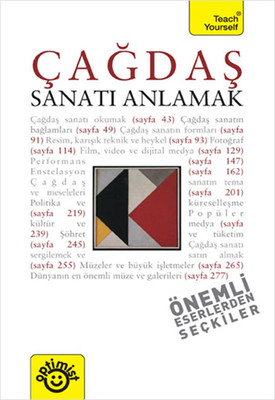 Teach
Yourself
ÇAĞDAŞ
SANATI ANLAMAK
Çağdaş sanatı okumak (sayfa 43) Çağdaş sanatın
bağlamları (sayfa 49) Çağdaş sanatın formları (sayfa
91) Resim, karışık teknik ve heykel (sayfa 93) Fotoğraf
(sayfa 114) Film, video ve dijital medya (sayfa 129)
Performans (sayfa 147)
Enstelasyon (sayfa 162)
Çağdaş sanatın tema
ve meseleleri (sayfa 201)
Politika ve küreselleşme
(sayfa 219) Popüler
kültür ve medya (sayfa
239) Şöhret ve tüketim
(sayfa 245) Çağdaş sanatı
sergilemek ve satın almak
(sayfa 255) Müzeler ve büyük işletmeler (sayfa 265)
Dünyanın en önemli müze ve galerileri (sayfa 277)
ÖNEMLİ
ESERLERDEN
SEÇKİLER
optimist